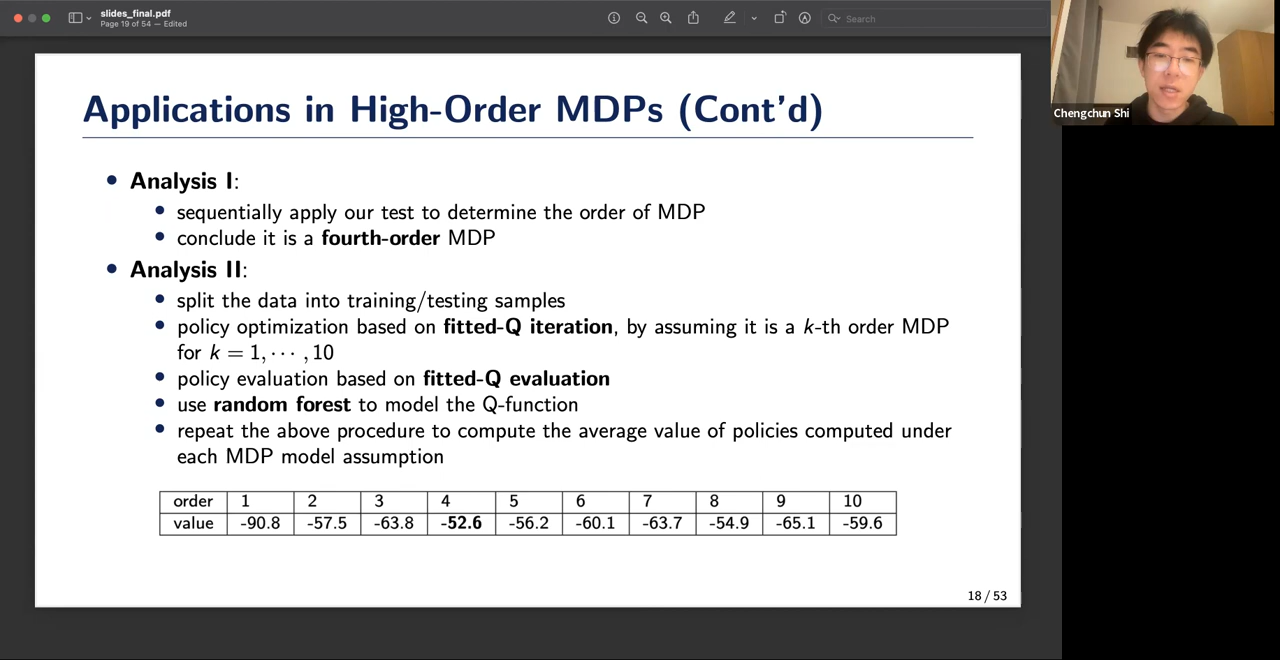 slides_final.pdf
Page 19 of 54 — Edited
Search
Chengchun Shi
Applications in High-Order MDPs (Cont'd)
• Analysis I:
• sequentially apply our test to determine the order of MDP
• conclude it is a fourth-order MDP
• Analysis II:
• split the data into training/testing samples
• policy optimization based on fitted-Q iteration, by assuming it is a k-th order MDP
for k = 1, ⋯ , 10
• policy evaluation based on fitted-Q evaluation
• use random forest to model the Q-function
• repeat the above procedure to compute the average value of policies computed under
each MDP model assumption
order 1 2 3 4 5 6 7 8 9 10
value -90.8 -57.5 -63.8 -52.6 -56.2 -60.1 -63.7 -54.9 -65.1 -59.6
18 / 53